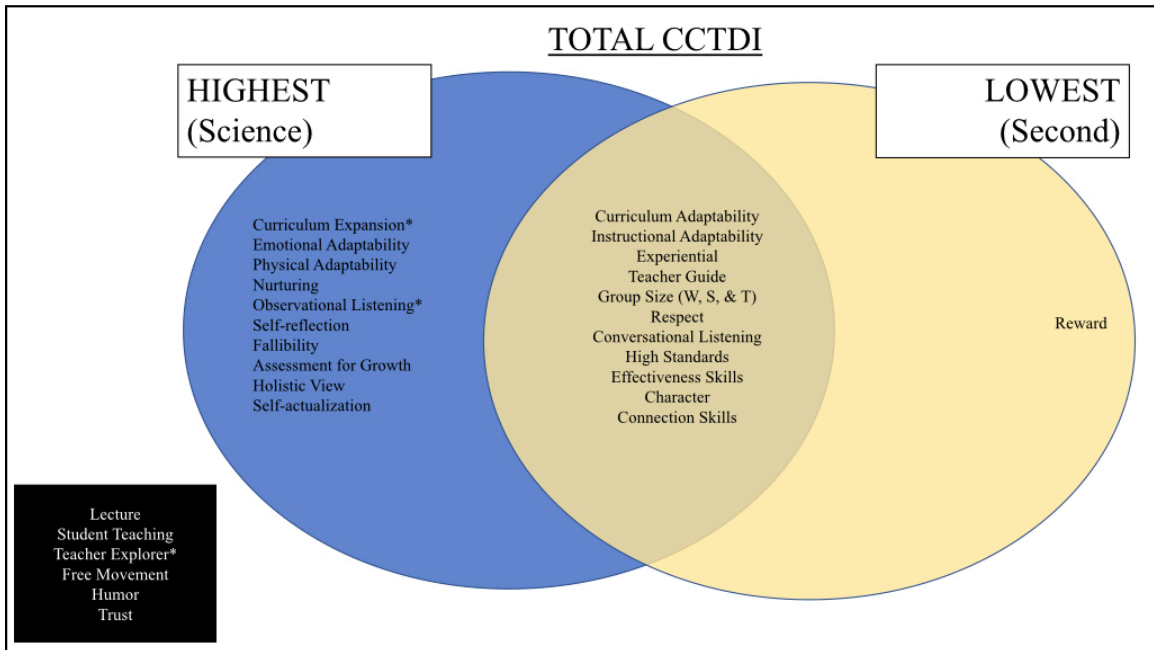 TOTAL CCTDI
HIGHEST
(Science)
LOWEST
(Second)
Curriculum Expansion*
Emotional Adaptability
Physical Adaptability
Nurturing
Observational Listening*
Self-reflection
Fallibility
Assessment for Growth
Holistic View
Self-actualization
Curriculum Adaptability
Instructional Adaptability
Experiential
Teacher Guide
Group Size (W, S, & T)
Respect
Conversational Listening
High Standards
Effectiveness Skills
Character
Connection Skills
Reward
Lecture
Student Teaching
Teacher Explorer*
Free Movement
Humor
Trust